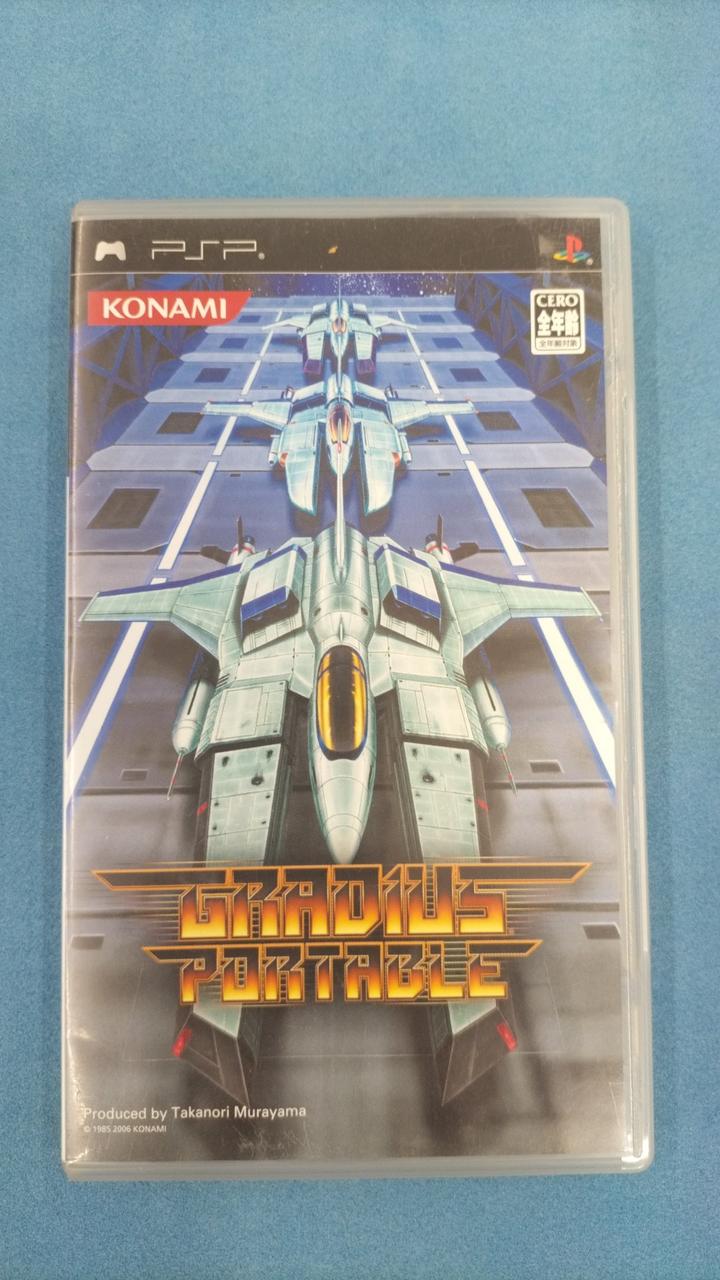 PSP
KONAMI
CERO
全年齢
全年齢対象
GRADIUS
PORTABLE
Produced by Takanori Murayama
© 1985 2006 KONAMI